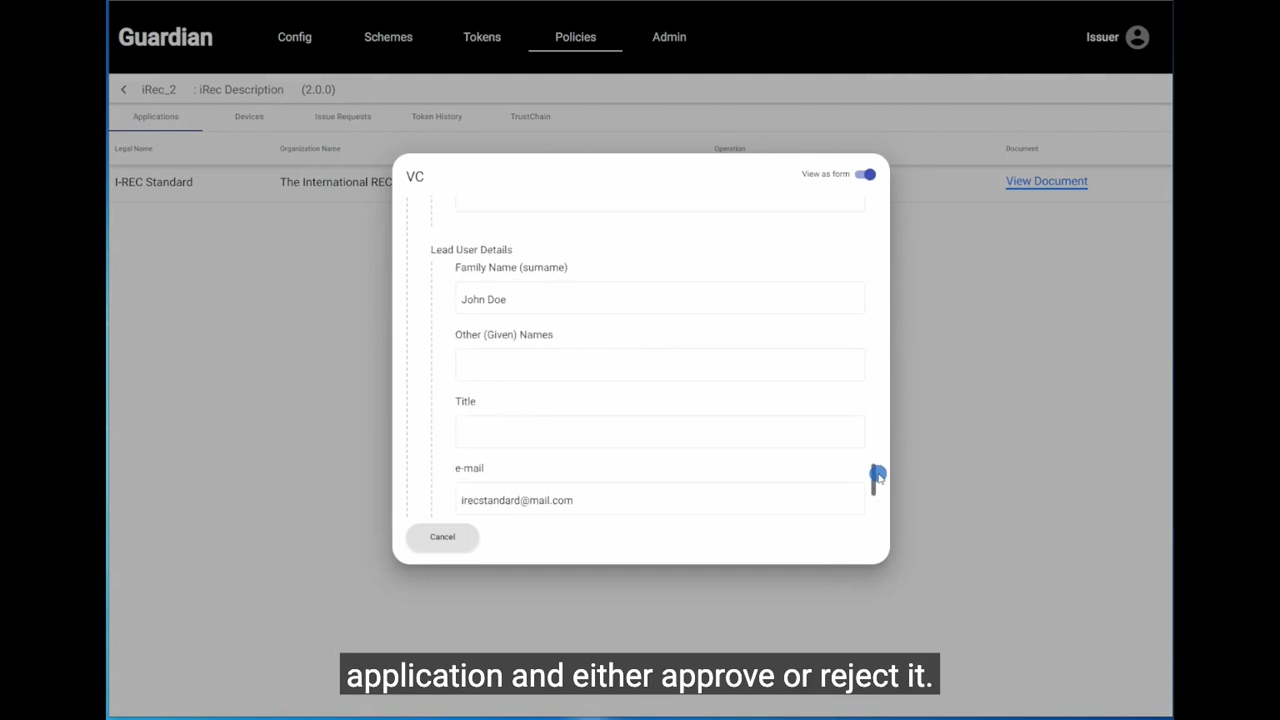 Guardian Config Schemes Tokens Policies Admin Issuer
iRec_2 : iRec Description (2.0.0)
Applications Devices Issue Requests Token History TrustChain
Legal Name Organization Name Operation Document
I-REC Standard The International REC View Document
VC View as form
Lead User Details
Family Name (surname)
John Doe
Other (Given) Names
Title
e-mail
irecstandard@mail.com
Cancel
application and either approve or reject it.